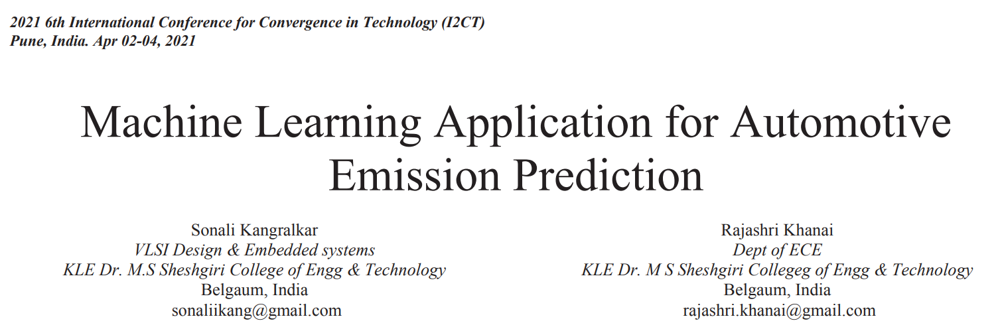 2021 6th International Conference for Convergence in Technology (I2CT)
Pune, India. Apr 02-04, 2021
Machine Learning Application for Automotive
Emission Prediction
Sonali Kangralkar
VLSI Design & Embedded systems
KLE Dr. M.S Sheshgiri College of Engg & Technology
Belgaum, India
sonaliikang@gmail.com
Rajashri Khanai
Dept of ECE
KLE Dr. M S Sheshgiri Collegeg of Engg & Technology
Belgaum, India
rajashri.khanai@gmail.com